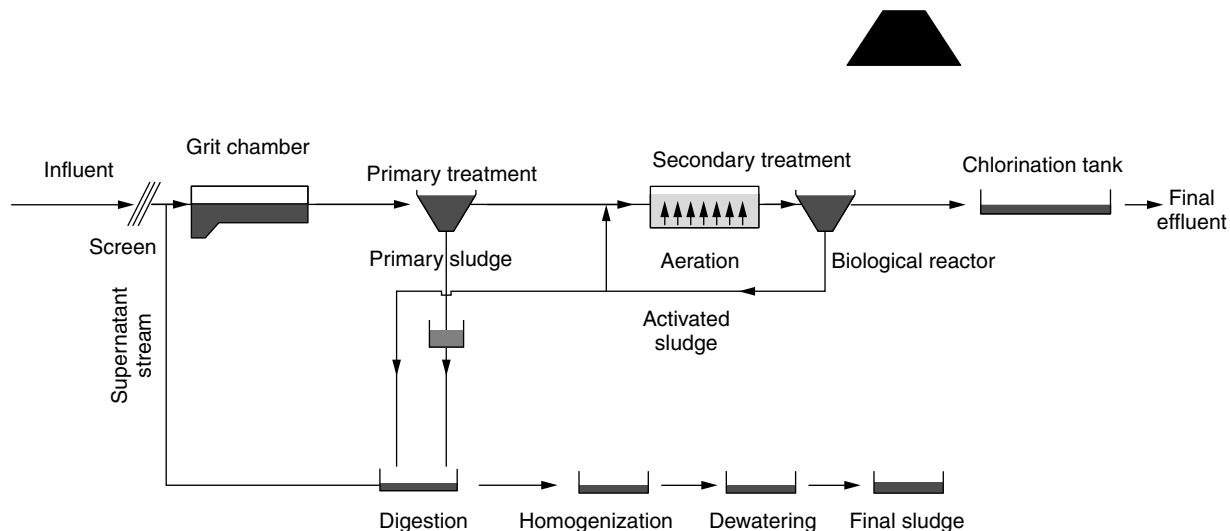 Grit chamber
Influent
Primary treatment
Secondary treatment
Chlorination tank
Final
effluent
Screen
Primary sludge
Aeration
Biological reactor
Supernatant
stream
Activated
sludge
Digestion
Homogenization
Dewatering
Final sludge